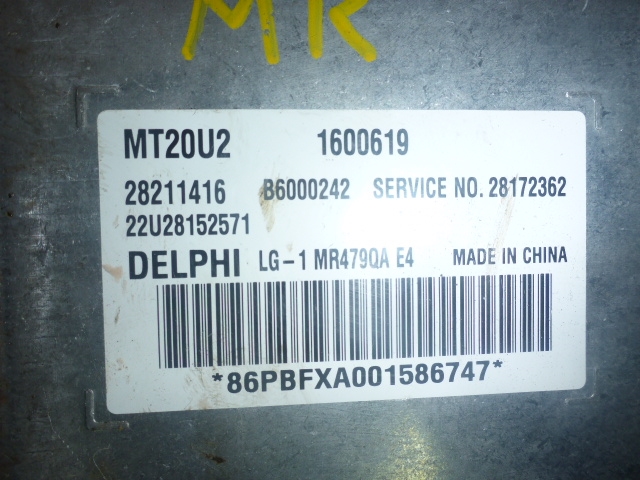 MR
MT20U2 1600619
28211416 B6000242 SERVICE NO. 28172362
22U28152571
DELPHI LG-1 MR479QA E4 MADE IN CHINA
*86PBFXA001586747*